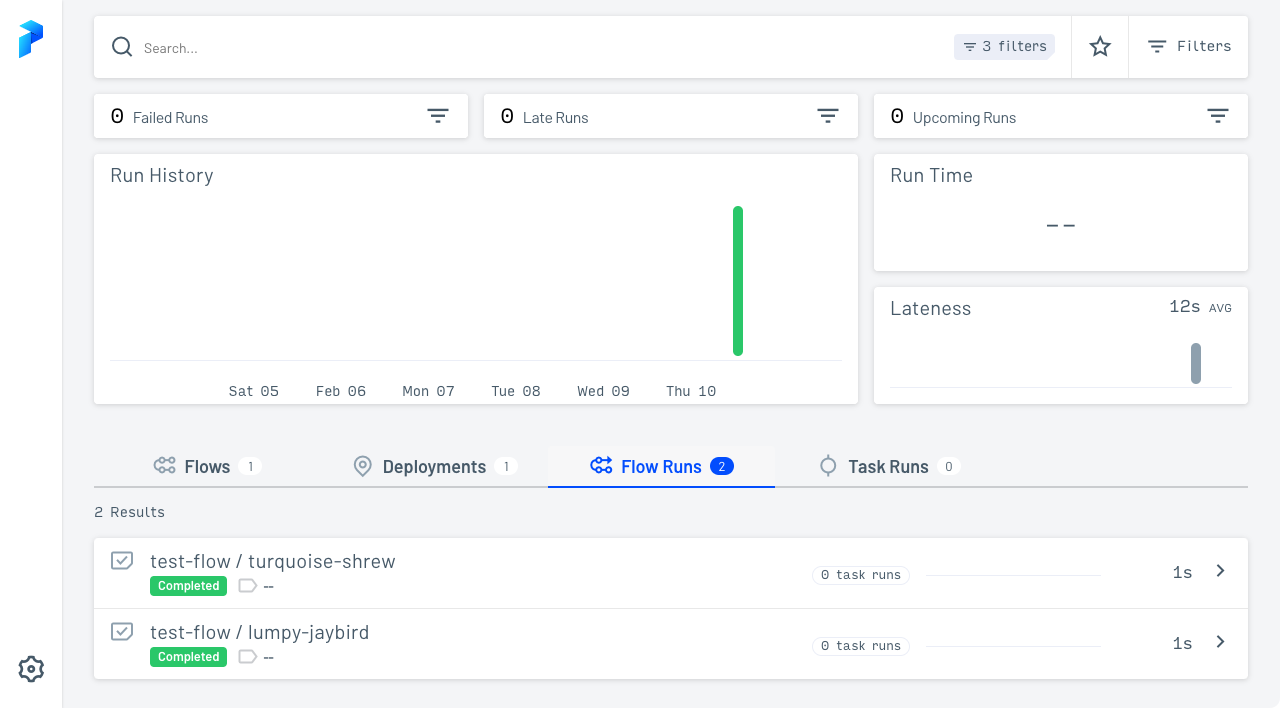 Search... 3 filters Filters
0 Failed Runs 0 Late Runs 0 Upcoming Runs
Run History
Sat 05 Feb 06 Mon 07 Tue 08 Wed 09 Thu 10
Run Time
--
Lateness 12s AVG
Flows 1 Deployments 1 Flow Runs 2 Task Runs 0
2 Results
test-flow / turquoise-shrew
Completed -- 0 task runs 1s
test-flow / lumpy-jaybird
Completed -- 0 task runs 1s